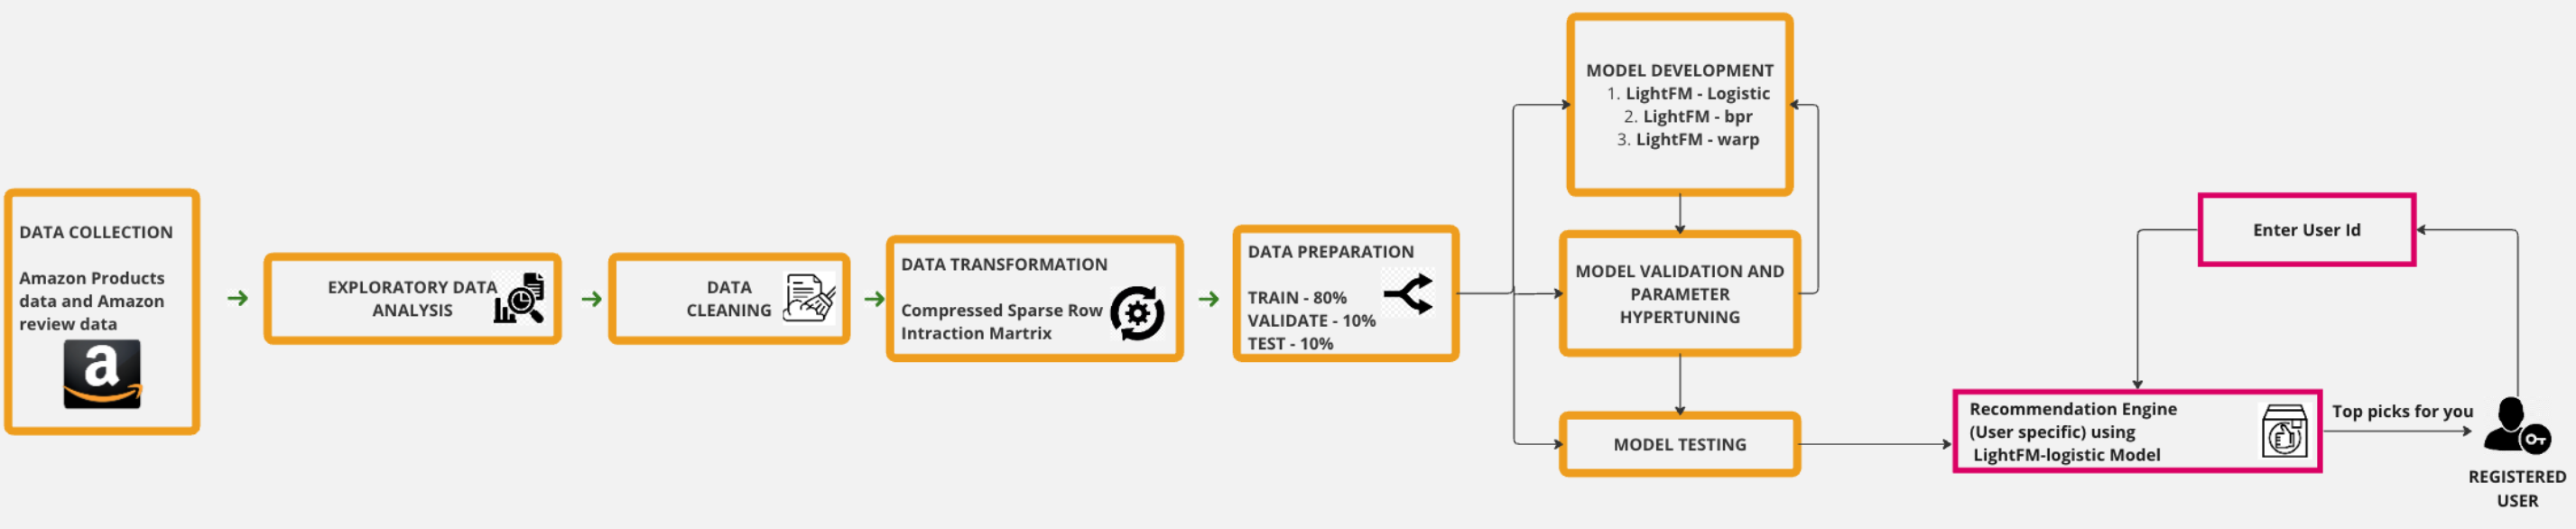 DATA COLLECTION
Amazon Products
data and Amazon
review data
a
EXPLORATORY DATA
ANALYSIS
DATA
CLEANING
DATA TRANSFORMATION
Compressed Sparse Row
Intraction Martrix
DATA PREPARATION
TRAIN - 80%
VALIDATE - 10%
TEST - 10%
MODEL DEVELOPMENT
1. LightFM - Logistic
2. LightFM - bpr
3. LightFM - warp
MODEL VALIDATION AND
PARAMETER
HYPERTUNING
MODEL TESTING
Enter User Id
Recommendation Engine
(User specific) using
LightFM-logistic Model
Top picks for you
REGISTERED
USER